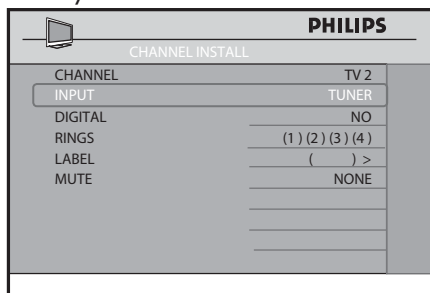 PHILIPS
CHANNEL INSTALL
CHANNEL TV 2
INPUT TUNER
DIGITAL NO
RINGS (1)(2)(3)(4)
LABEL ( ) >
MUTE NONE